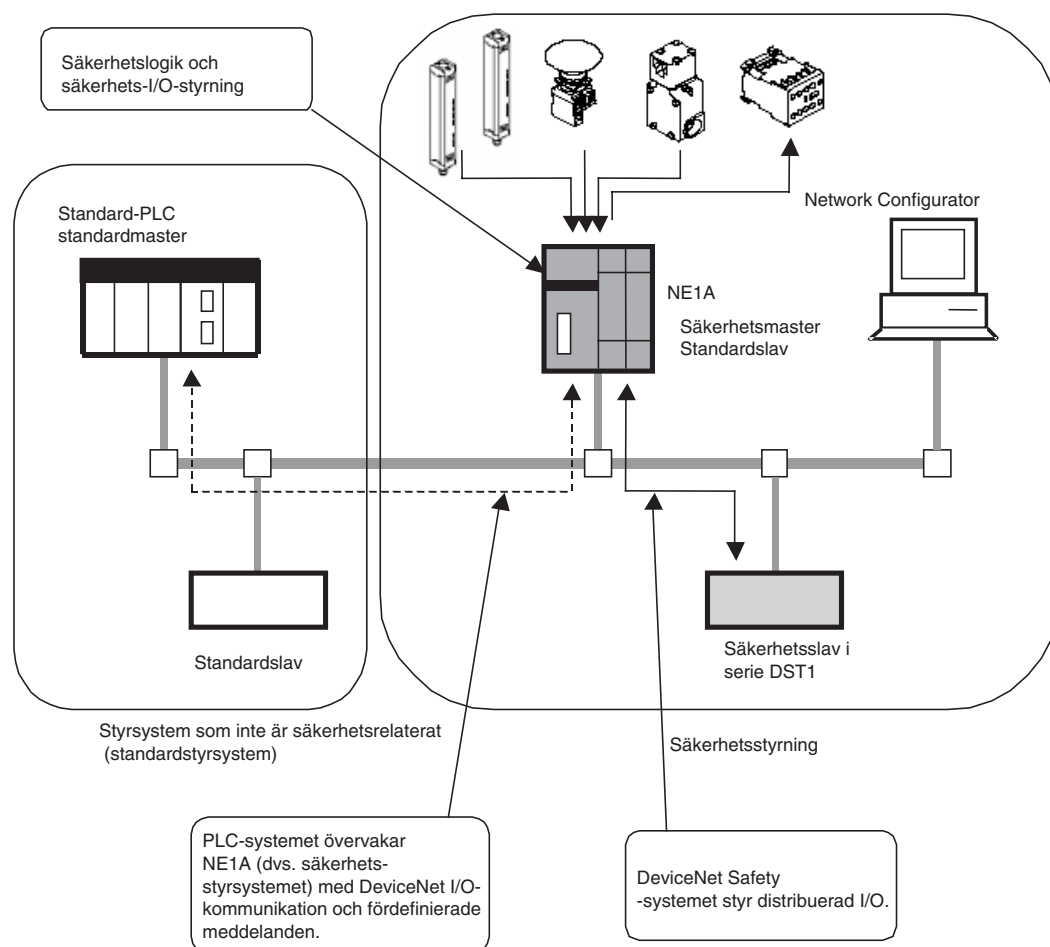 Säkerhetslogik och
säkerhets-I/O-styrning
Standard-PLC
standardmaster
Network Configurator
NE1A
Säkerhetsmaster
Standardslav
Standardslav
Säkerhetsslav i
serie DST1
Styrsystem som inte är säkerhetsrelaterat
(standardstyrsystem)
Säkerhetsstyrning
PLC-systemet övervakar
NE1A (dvs. säkerhets-
styrsystemet) med DeviceNet I/O-
kommunikation och fördefinierade
meddelanden.
DeviceNet Safety
-systemet styr distribuerad I/O.